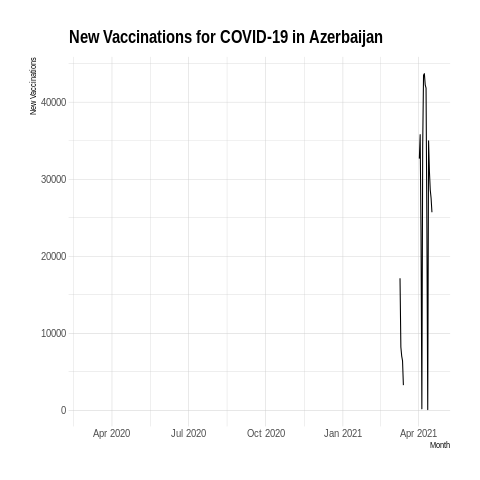 New Vaccinations for COVID-19 in Azerbaijan
New Vaccinations
40000
30000
20000
10000
0
Apr 2020 Jul 2020 Oct 2020 Jan 2021 Apr 2021
Month